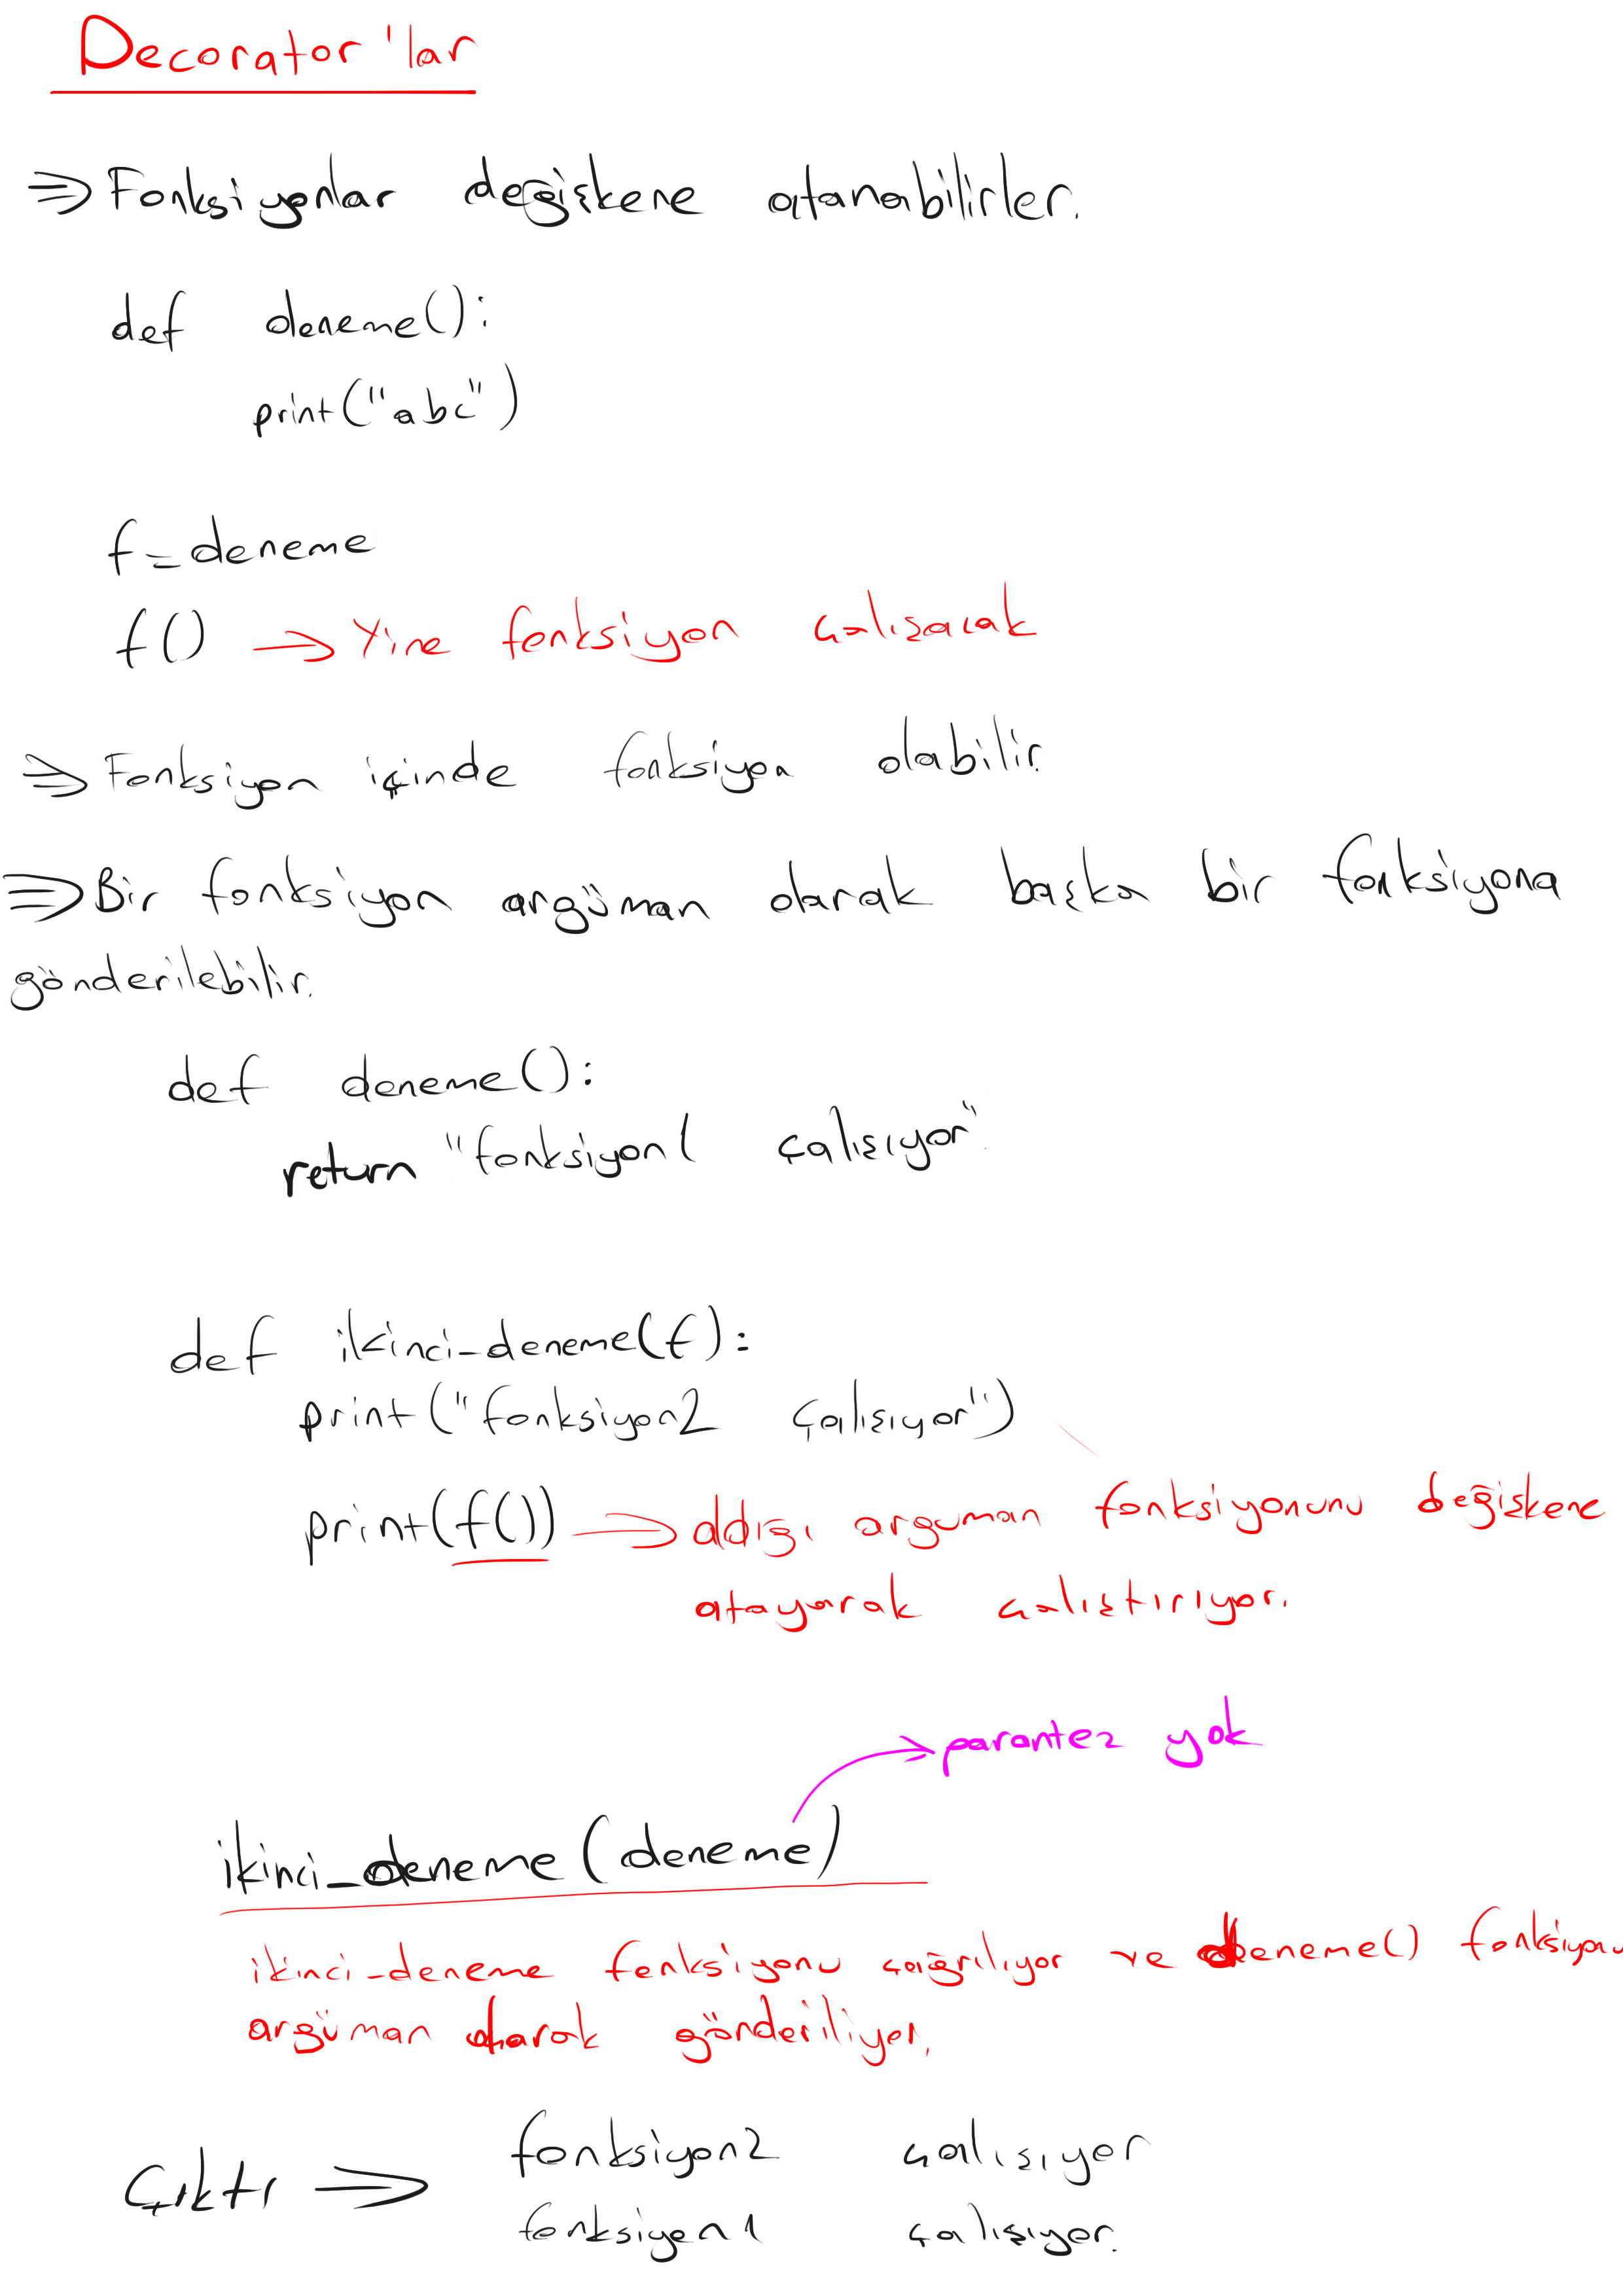 Decorator'lar
⇒ Fonksiyonlar değişkene atanabilirler.
def deneme():
print("abc")
f = deneme
f() → Yine fonksiyon çalışacak
⇒ Fonksiyon içinde fonksiyon olabilir.
⇒ Bir fonksiyon argüman olarak başka bir fonksiyona
gönderilebilir.
def deneme():
return "fonksiyon1 çalışıyor"
def ikinci_deneme(f):
print("fonksiyon2 çalışıyor")
print(f()) → aldığı arguman fonksiyonunu değişkene
atayarak çalıştırıyor.
parantez yok
ikinci_deneme(deneme)
ikinci_deneme fonksiyonu çağrılıyor ve deneme() fonksiyonu
argüman olarak gönderiliyor.
Çıktı ⇒ fonksiyon2 çalışıyor
fonksiyon1 çalışıyor.